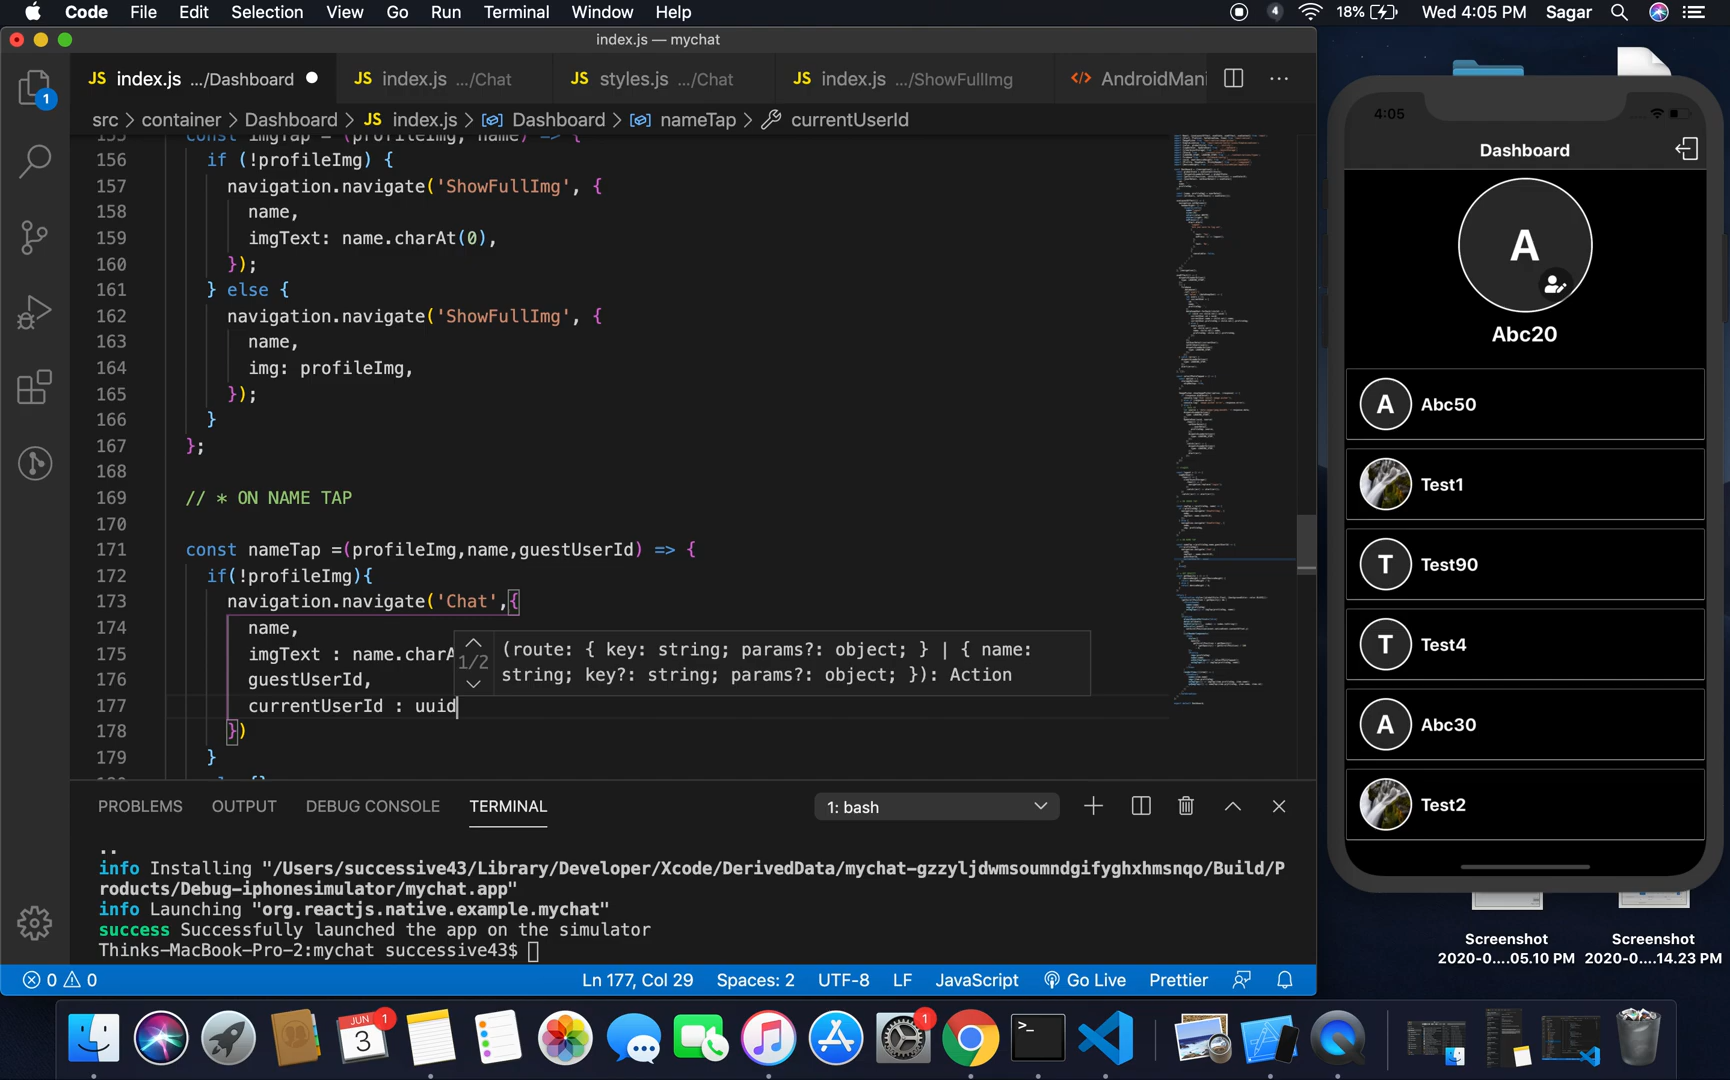 Code File Edit Selection View Go Run Terminal Window Help
4 18% Wed 4:05 PM Sagar
index.js — mychat
JS index.js .../Dashboard JS index.js .../Chat JS styles.js .../Chat JS index.js .../ShowFullImg AndroidMani
1
src > container > Dashboard > JS index.js > Dashboard > nameTap > currentUserId
155 const imgTap = (profileImg, name) => {
156 if (!profileImg) {
157 navigation.navigate('ShowFullImg', {
158 name,
159 imgText: name.charAt(0),
160 });
161 } else {
162 navigation.navigate('ShowFullImg', {
163 name,
164 img: profileImg,
165 });
166 }
167 };
168
169 // * ON NAME TAP
170
171 const nameTap =(profileImg,name,guestUserId) => {
172 if(!profileImg){
173 navigation.navigate('Chat',{
174 name,
175 imgText : name.charA
176 guestUserId,
177 currentUserId : uuid
178 })
179 }
1/2
(route: { key: string; params?: object; } | { name:
string; key?: string; params?: object; }): Action
PROBLEMS OUTPUT DEBUG CONSOLE TERMINAL
1: bash
..
info Installing "/Users/successive43/Library/Developer/Xcode/DerivedData/mychat-gzzyljdwmsoumndgifyghxhmsnqo/Build/P
roducts/Debug-iphonesimulator/mychat.app"
info Launching "org.reactjs.native.example.mychat"
success Successfully launched the app on the simulator
Thinks-MacBook-Pro-2:mychat successive43$
0 0 Ln 177, Col 29 Spaces: 2 UTF-8 LF JavaScript Go Live Prettier
4:05
Dashboard
A
Abc20
A Abc50
Test1
T Test90
T Test4
A Abc30
Test2
Screenshot
2020-0....05.10 PM
Screenshot
2020-0....14.23 PM
JUN
3
1
1